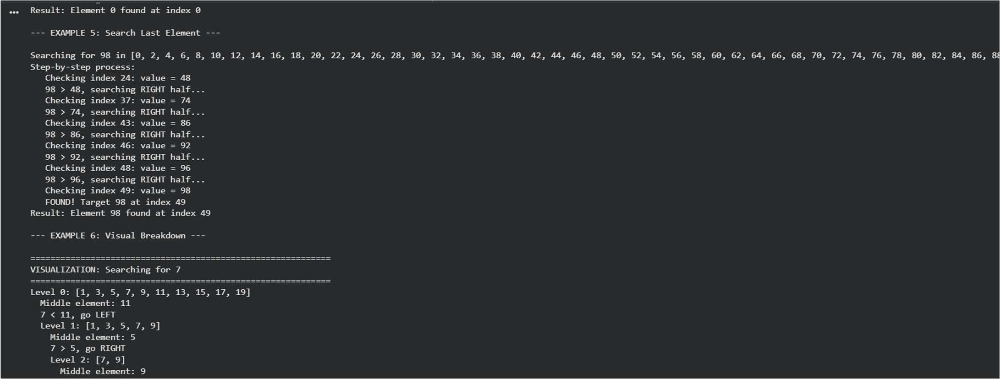 ... Result: Element 0 found at index 0
--- EXAMPLE 5: Search Last Element ---
Searching for 98 in [0, 2, 4, 6, 8, 10, 12, 14, 16, 18, 20, 22, 24, 26, 28, 30, 32, 34, 36, 38, 40, 42, 44, 46, 48, 50, 52, 54, 56, 58, 60, 62, 64, 66, 68, 70, 72, 74, 76, 78, 80, 82, 84, 86, 88
Step-by-step process:
Checking index 24: value = 48
98 > 48, searching RIGHT half...
Checking index 37: value = 74
98 > 74, searching RIGHT half...
Checking index 43: value = 86
98 > 86, searching RIGHT half...
Checking index 46: value = 92
98 > 92, searching RIGHT half...
Checking index 48: value = 96
98 > 96, searching RIGHT half...
Checking index 49: value = 98
FOUND! Target 98 at index 49
Result: Element 98 found at index 49
--- EXAMPLE 6: Visual Breakdown ---
============================================================
VISUALIZATION: Searching for 7
============================================================
Level 0: [1, 3, 5, 7, 9, 11, 13, 15, 17, 19]
Middle element: 11
7 < 11, go LEFT
Level 1: [1, 3, 5, 7, 9]
Middle element: 5
7 > 5, go RIGHT
Level 2: [7, 9]
Middle element: 9